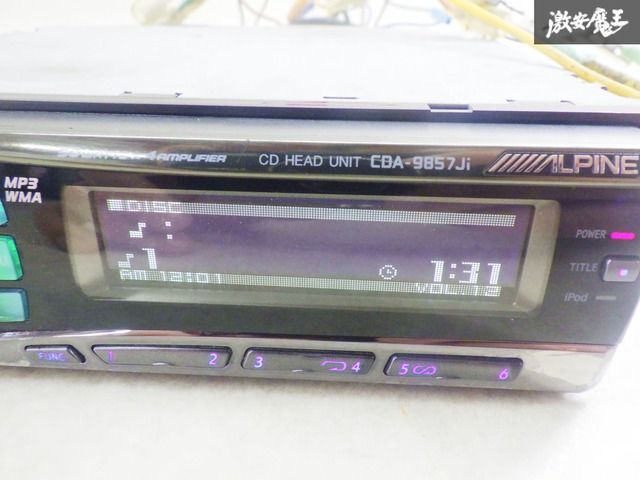 激安魔王
AMPLIFIER
CD HEAD UNIT CDA-9857Ji
ALPINE
MP3
WMA
DISC
1
1:31
AM 12:01
POWER
TITLE
iPod
FUNC
1 2
3 4
5 6